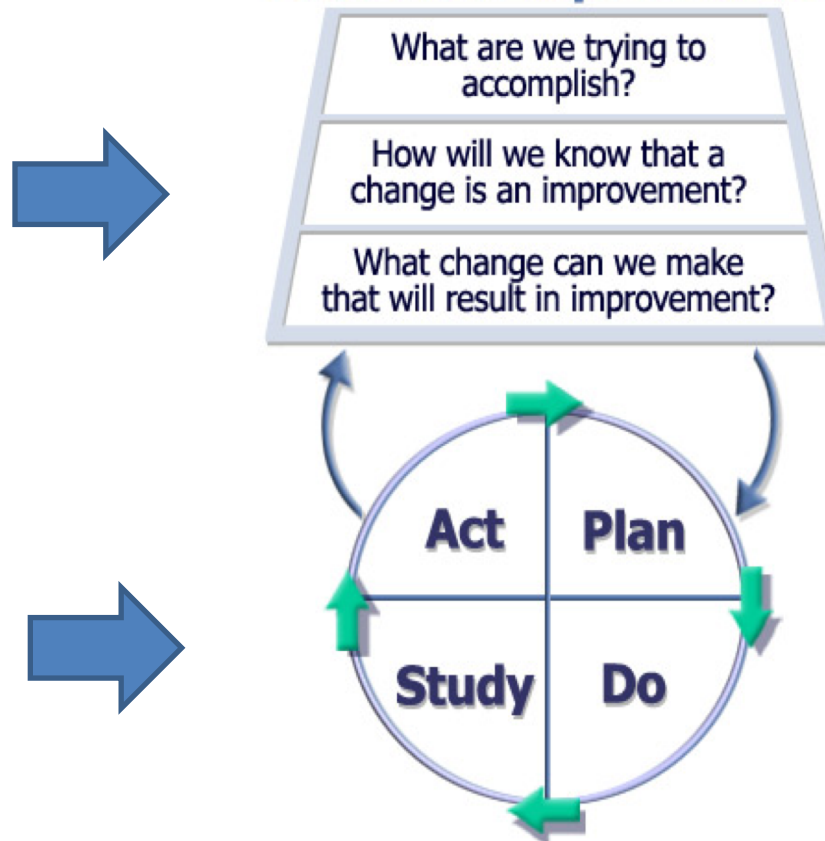 What are we trying to
accomplish?
How will we know that a
change is an improvement?
What change can we make
that will result in improvement?
Act
Plan
Study
Do